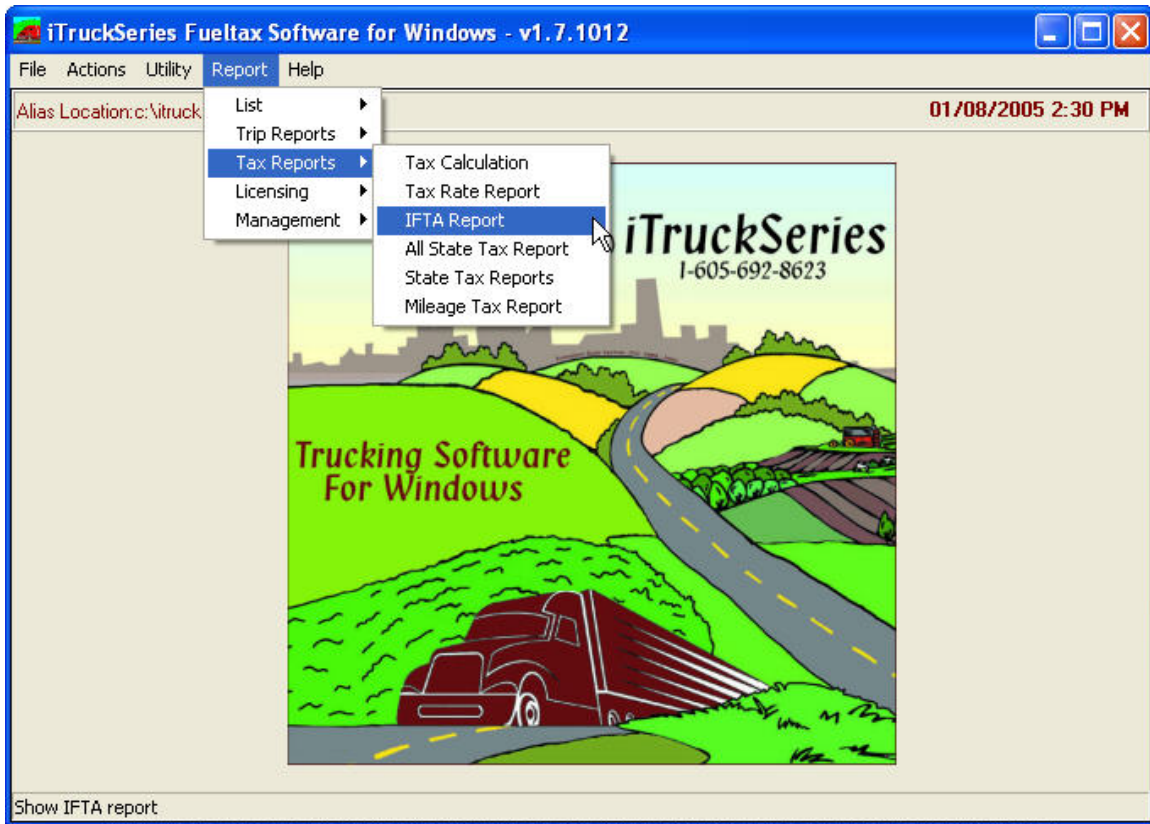 iTruckSeries Fueltax Software for Windows - v1.7.1012
File Actions Utility Report Help
Alias Location:c:\itruck
01/08/2005 2:30 PM
List
Trip Reports
Tax Reports
Licensing
Management
Tax Calculation
Tax Rate Report
IFTA Report
All State Tax Report
State Tax Reports
Mileage Tax Report
iTruckSeries
1-605-692-8623
Trucking Software
For Windows
Show IFTA report